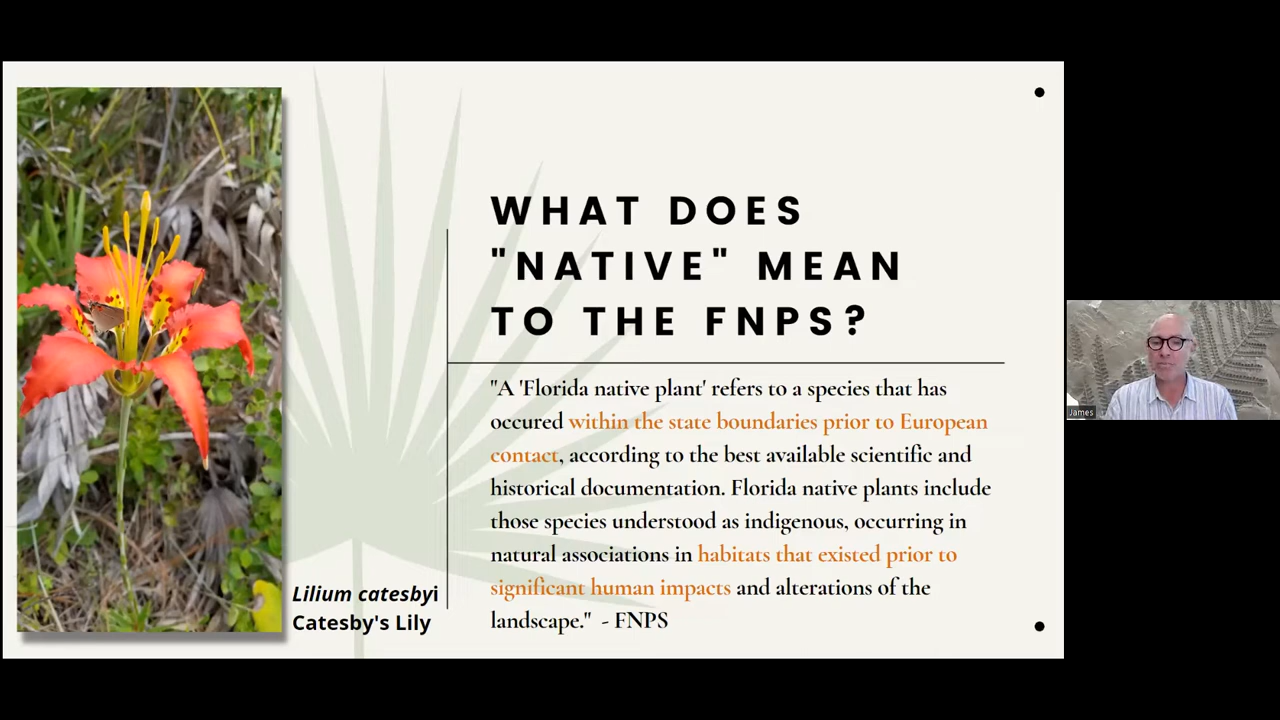 WHAT DOES
"NATIVE" MEAN
TO THE FNPS?
"A 'Florida native plant' refers to a species that has
occured within the state boundaries prior to European
contact, according to the best available scientific and
historical documentation. Florida native plants include
those species understood as indigenous, occurring in
natural associations in habitats that existed prior to
significant human impacts and alterations of the
landscape." - FNPS
Lilium catesbyi
Catesby's Lily
James